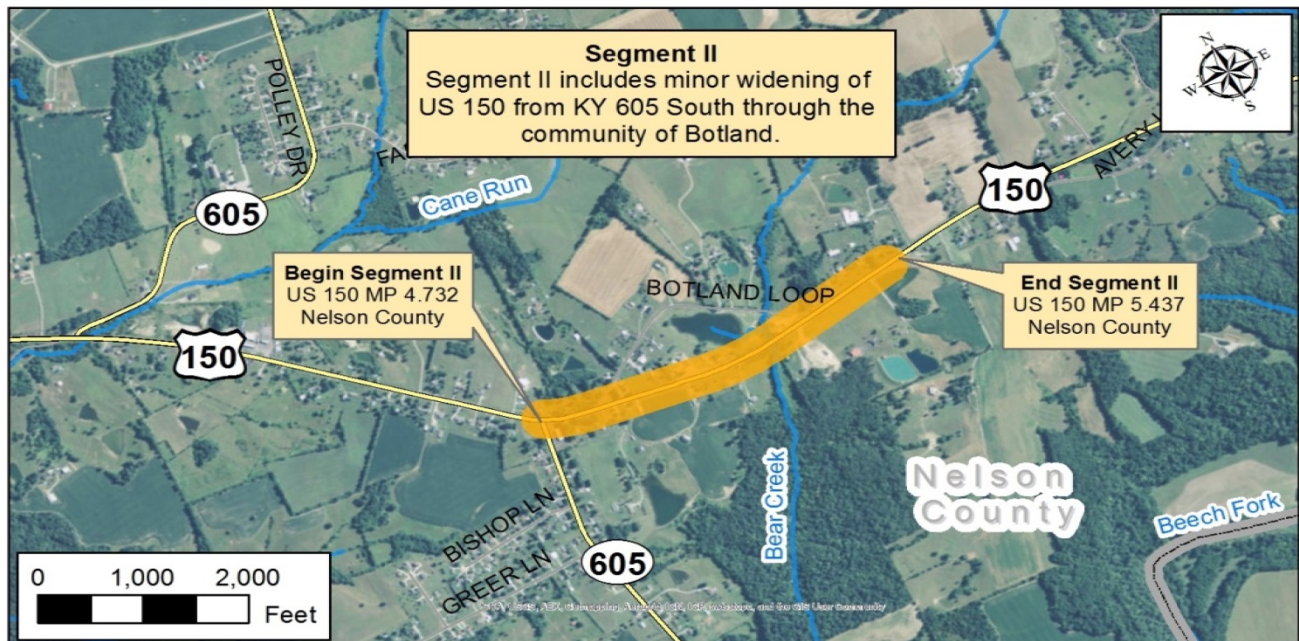 Segment II
Segment II includes minor widening of
US 150 from KY 605 South through the
community of Botland.
N
E
W
S
POLLEY DR
605
Cane Run
150
AVERY
Begin Segment II
US 150 MP 4.732
Nelson County
BOTLAND LOOP
End Segment II
US 150 MP 5.437
Nelson County
150
Bear Creek
Nelson
County
Beech Fork
BISHOP LN
GREER LN
605
0 1,000 2,000
Feet